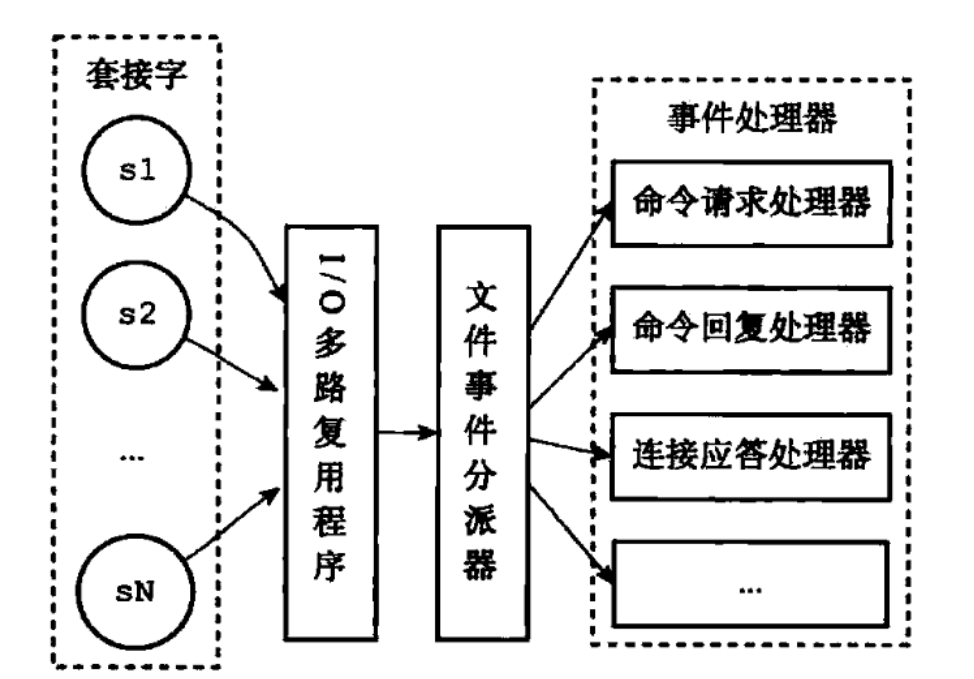 套接字
s1
s2
...
sN
I/O多路复用程序
文件事件分派器
事件处理器
命令请求处理器
命令回复处理器
连接应答处理器
...